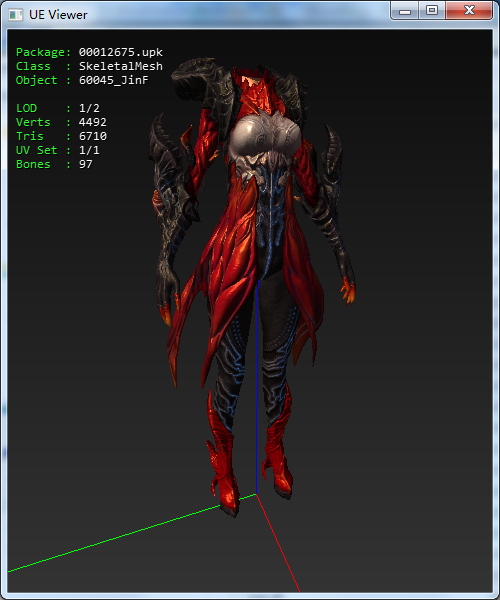 UE Viewer
Package: 00012675.upk
Class  : SkeletalMesh
Object : 60045_JinF
LOD    : 1/2
Verts  : 4492
Tris   : 6710
UV Set : 1/1
Bones  : 97